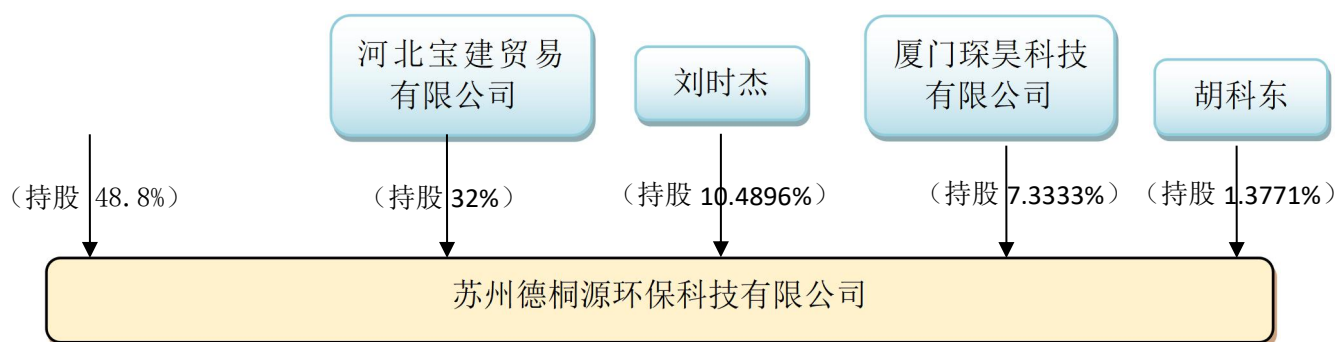 河北宝建贸易
有限公司
刘时杰
厦门琛昊科技
有限公司
胡科东
（持股 48.8%）
（持股 32%）
（持股 10.4896%）
（持股 7.3333%）
（持股 1.3771%）
苏州德桐源环保科技有限公司